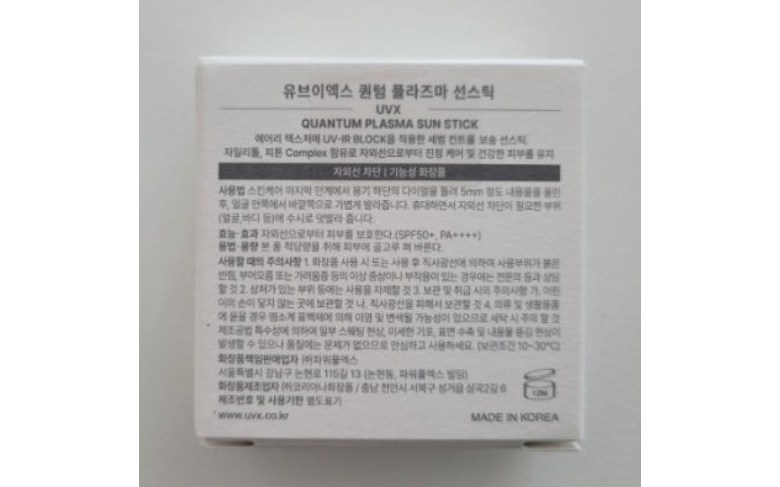 유브이엑스 퀀텀 플라즈마 선스틱
UVX
QUANTUM PLASMA SUN STICK
에어리 텍스처에 UV-IR BLOCK을 적용한 세범 컨트롤 보송 선스틱.
자일리톨, 피톤 Complex 함유로 자외선으로부터 진정 케어 및 건강한 피부를 유지
자외선 차단 | 기능성 화장품
사용법 스킨케어 마지막 단계에서 용기 하단의 다이얼을 돌려 5mm 정도 내용물을 올린
후, 얼굴 안쪽에서 바깥쪽으로 가볍게 발라줍니다. 휴대하면서 자외선 차단이 필요한 부위
(얼굴,바디 등)에 수시로 덧발라 줍니다.
효능·효과 자외선으로부터 피부를 보호한다.(SPF50+, PA++++)
용법·용량 본 품 적당량을 취해 피부에 골고루 펴 바른다.
사용할 때의 주의사항 1. 화장품 사용 시 또는 사용 후 직사광선에 의하여 사용부위가 붉은
반점, 부어오름 또는 가려움증 등의 이상 증상이나 부작용이 있는 경우에는 전문의 등과 상담
할 것 2. 상처가 있는 부위 등에는 사용을 자제할 것 3. 보관 및 취급 시의 주의사항 가. 어린
이의 손이 닿지 않는 곳에 보관할 것 나. 직사광선을 피해서 보관할 것 4. 의류 및 생활용품
에 묻을 경우 염소계 표백제에 의해 이염 및 변색될 가능성이 있으므로 세탁 시 주의 할 것
제조공법 특수성에 의하여 일부 스웨팅 현상, 미세한 기포, 표면 수축 및 내용물 뜰김 현상이
발생할 수 있으나 품질에는 문제가 없으므로 안심하고 사용하세요. (보관조건 10~30℃)
화장품책임판매업자 ㈜파워풀엑스
서울특별시 강남구 논현로 115길 13 (논현동, 파워풀엑스 빌딩)
화장품제조업자 ㈜코리아나화장품 / 충남 천안시 서북구 성거읍 삼곡2길 6
제조번호 및 사용기한 별도표기
www.uvx.co.kr
12M
MADE IN KOREA